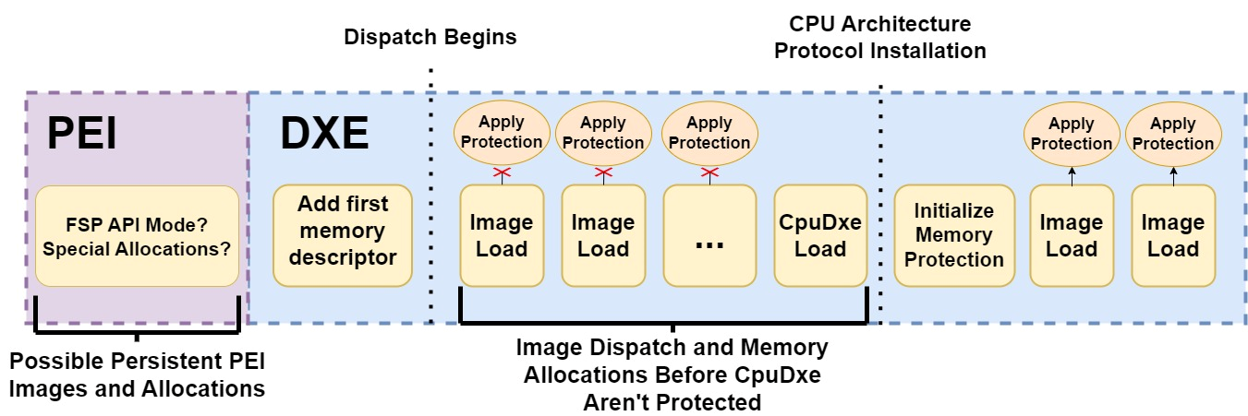 Dispatch Begins
CPU Architecture
Protocol Installation
PEI
FSP API Mode?
Special Allocations?
Possible Persistent PEI
Images and Allocations
DXE
Add first
memory
descriptor
Apply
Protection
Apply
Protection
Apply
Protection
Image
Load
Image
Load
...
CpuDxe
Load
Image Dispatch and Memory
Allocations Before CpuDxe
Aren't Protected
Initialize
Memory
Protection
Apply
Protection
Apply
Protection
Image
Load
Image
Load